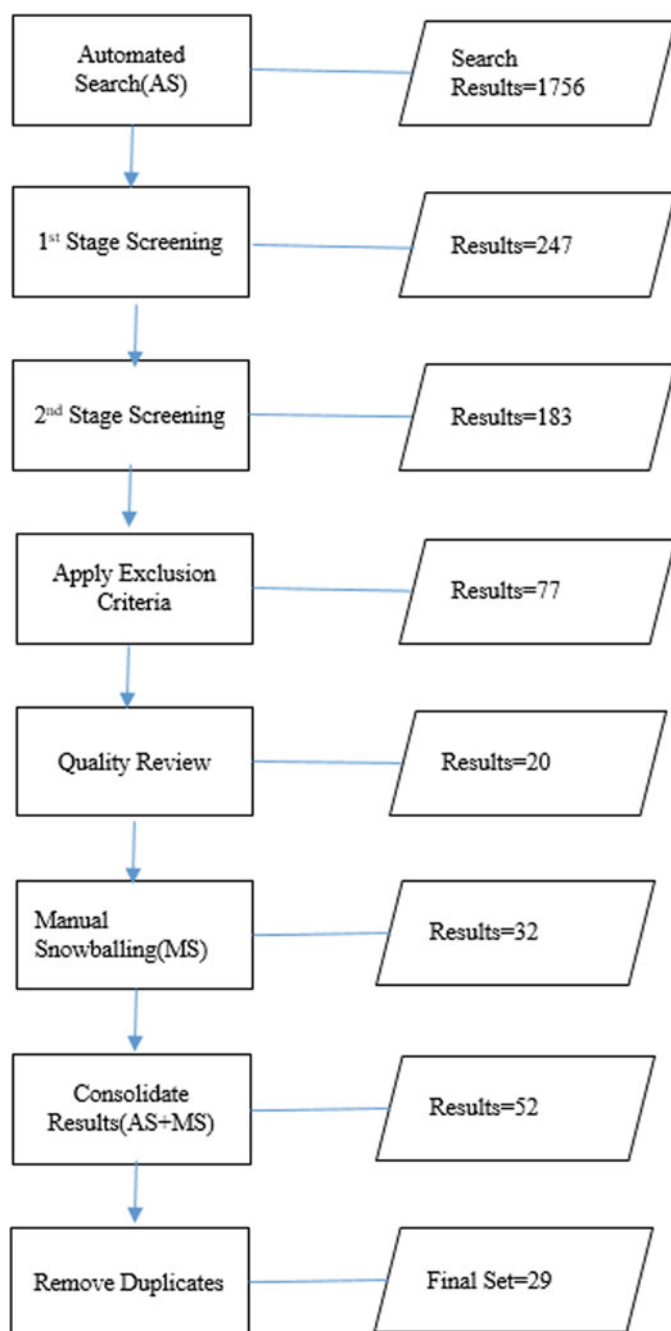 Automated
Search(AS)
Search
Results=1756
1st Stage Screening
Results=247
2nd Stage Screening
Results=183
Apply Exclusion
Criteria
Results=77
Quality Review
Results=20
Manual
Snowballing(MS)
Results=32
Consolidate
Results(AS+MS)
Results=52
Remove Duplicates
Final Set=29